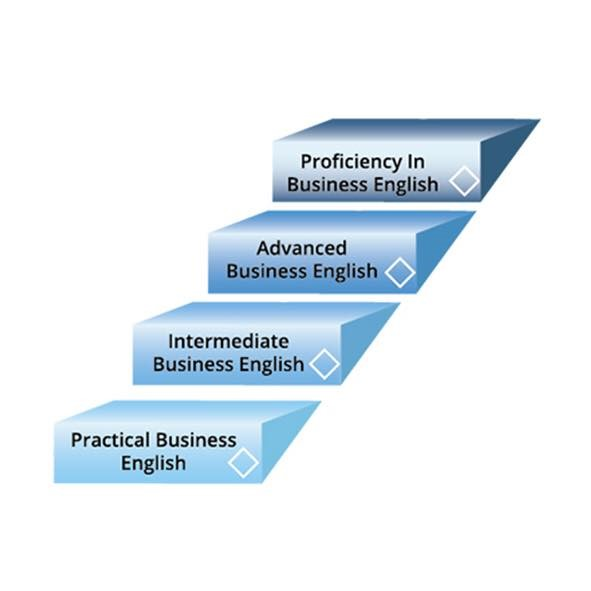 Proficiency In
Business English
Advanced
Business English
Intermediate
Business English
Practical Business
English